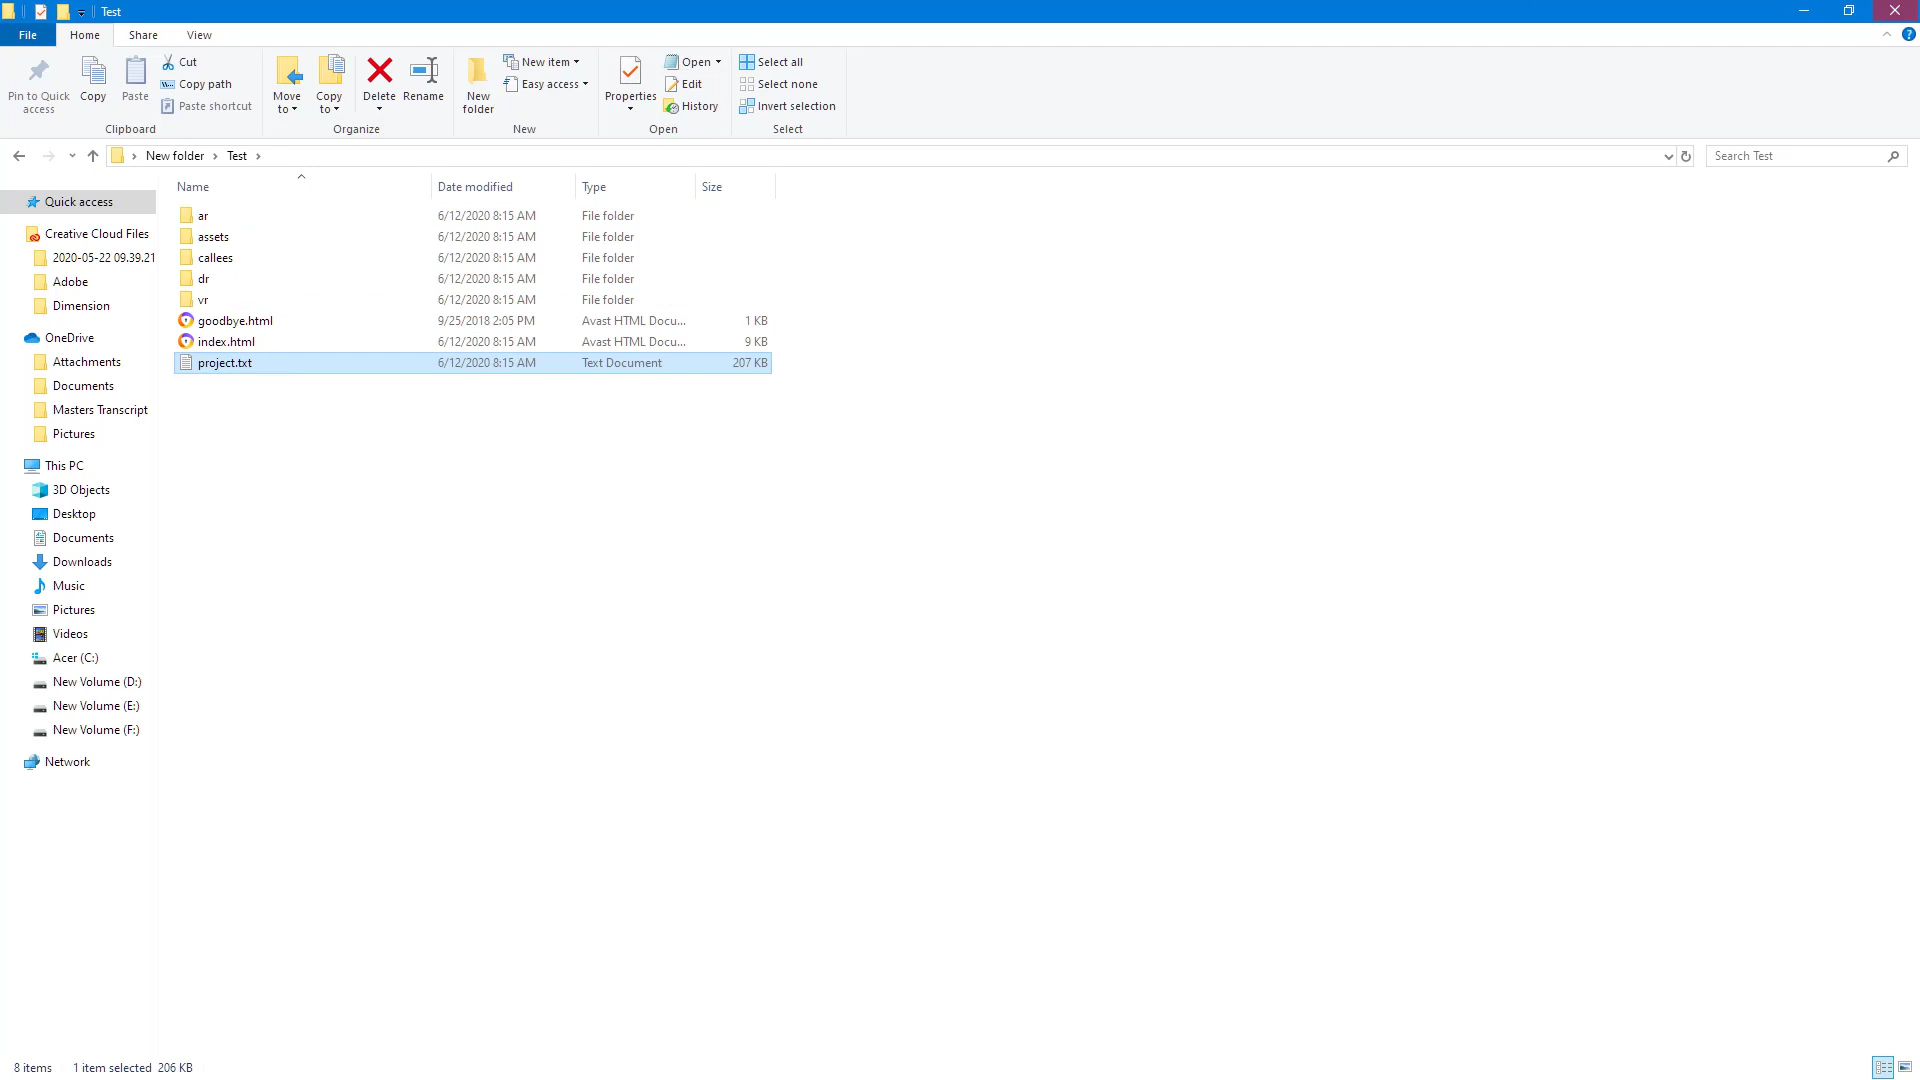 Test
File Home Share View
Pin to Quick access
Copy
Paste
Cut
Copy path
Paste shortcut
Clipboard
Move to
Copy to
Delete
Rename
Organize
New folder
New item
Easy access
New
Properties
Open
Edit
History
Open
Select all
Select none
Invert selection
Select
New folder Test
Search Test
Quick access
Creative Cloud Files
2020-05-22 09.39.21
Adobe
Dimension
OneDrive
Attachments
Documents
Masters Transcript
Pictures
This PC
3D Objects
Desktop
Documents
Downloads
Music
Pictures
Videos
Acer (C:)
New Volume (D:)
New Volume (E:)
New Volume (F:)
Network
Name Date modified Type Size
ar 6/12/2020 8:15 AM File folder
assets 6/12/2020 8:15 AM File folder
callees 6/12/2020 8:15 AM File folder
dr 6/12/2020 8:15 AM File folder
vr 6/12/2020 8:15 AM File folder
goodbye.html 9/25/2018 2:05 PM Avast HTML Docu... 1 KB
index.html 6/12/2020 8:15 AM Avast HTML Docu... 9 KB
project.txt 6/12/2020 8:15 AM Text Document 207 KB
8 items 1 item selected 206 KB